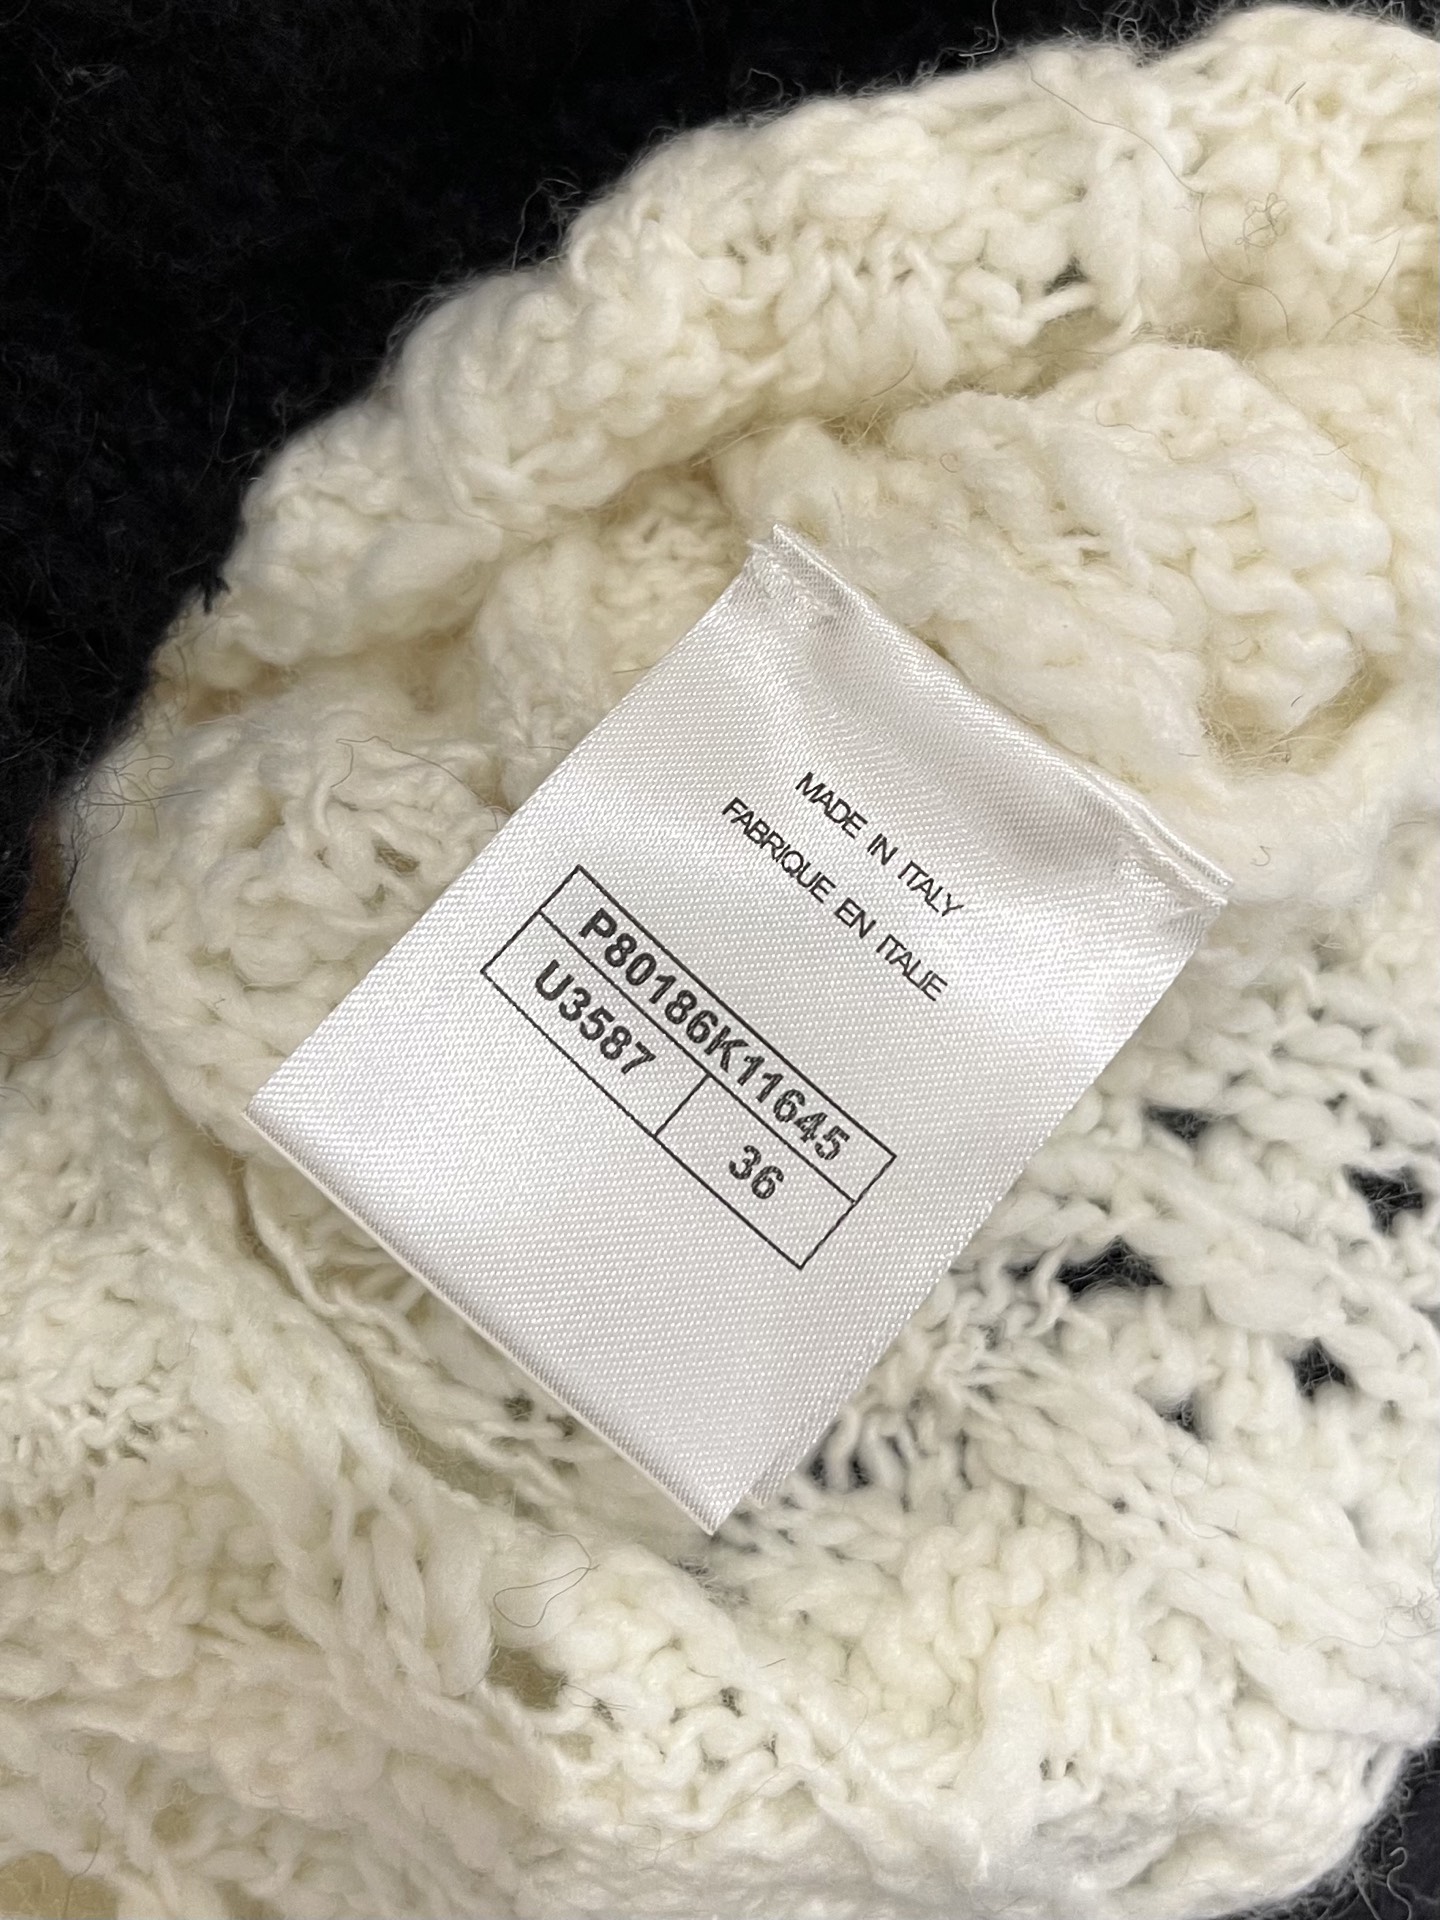 MADE IN ITALY
FABRIQUE EN ITALIE
P80186K11645
U3587 36